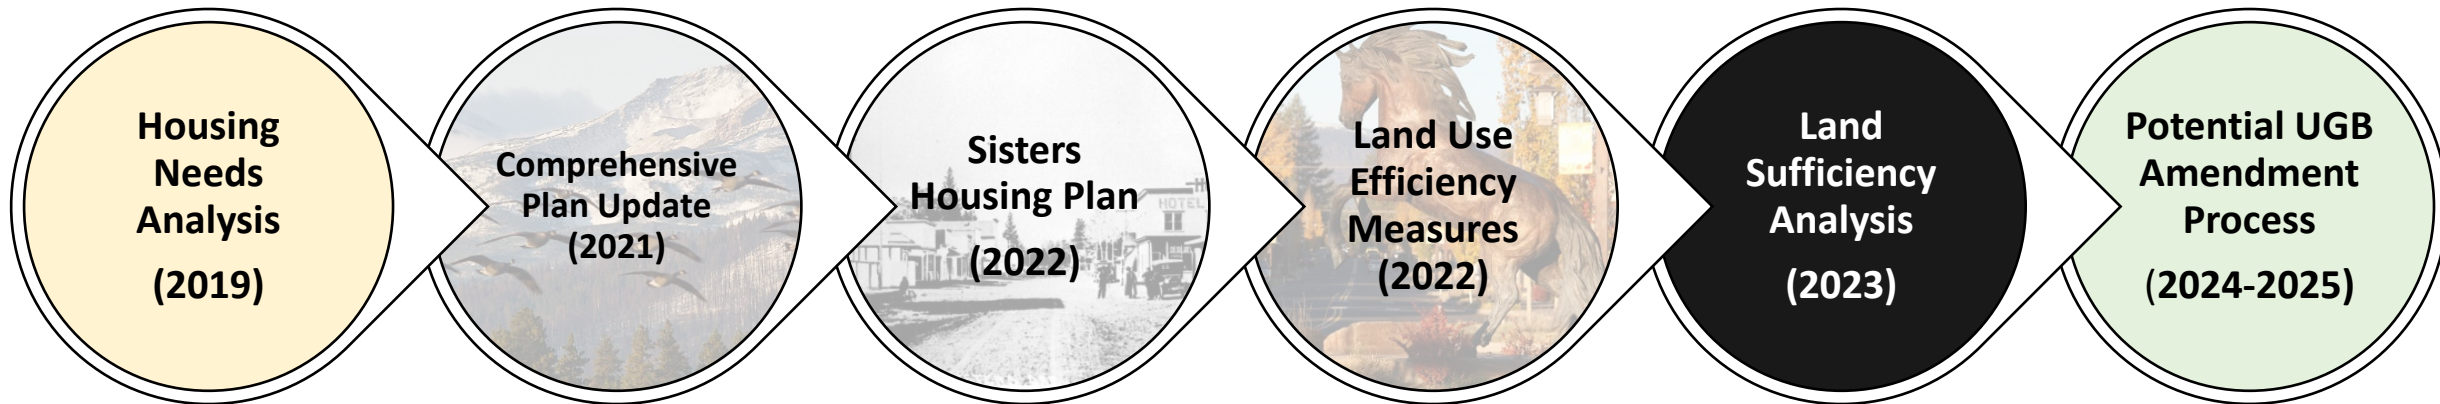 Housing
Needs
Analysis
(2019)
Comprehensive
Plan Update
(2021)
Sisters
Housing Plan
(2022)
HOTEL
Land Use
Efficiency
Measures
(2022)
Land
Sufficiency
Analysis
(2023)
Potential UGB
Amendment
Process
(2024-2025)